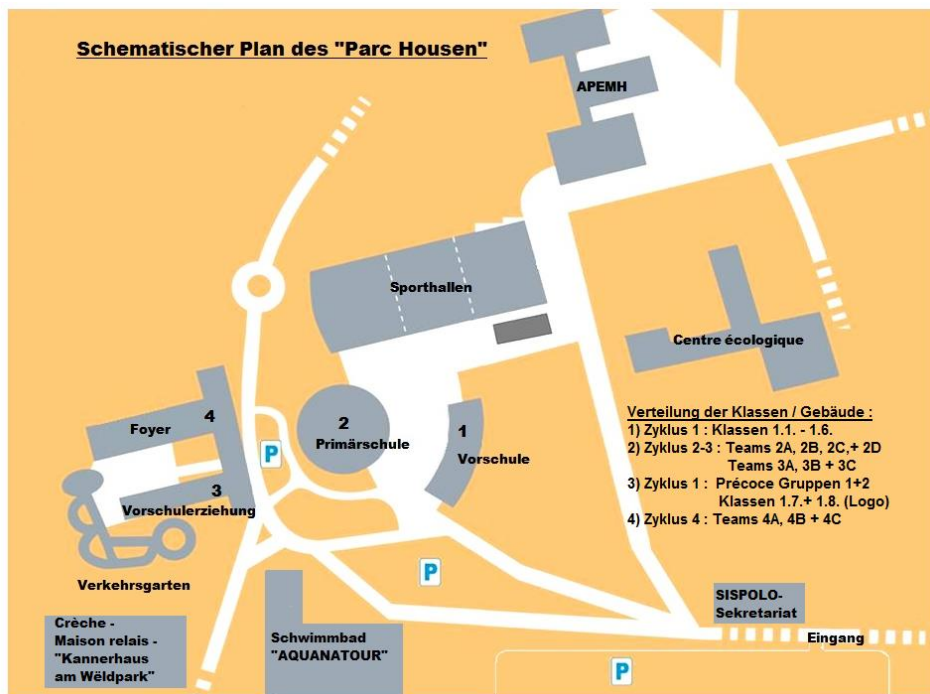 Schematischer Plan des "Parc Housen"
APEMH
Sporthallen
Centre écologique
4
Foyer
2
Primärschule
1
Vorschule
P
3
Vorschulerziehung
Verkehrsgarten
Verteilung der Klassen / Gebäude :
1) Zyklus 1 : Klassen 1.1. - 1.6.
2) Zyklus 2-3 : Teams 2A, 2B, 2C,+ 2D
Teams 3A, 3B + 3C
3) Zyklus 1 : Précoce Gruppen 1+2
Klassen 1.7.+ 1.8. (Logo)
4) Zyklus 4 : Teams 4A, 4B + 4C
P
Crèche -
Maison relais -
"Kannerhaus
am Wëldpark"
Schwimmbad
"AQUANATOUR"
SISPOLO-
Sekretariat
Eingang
P